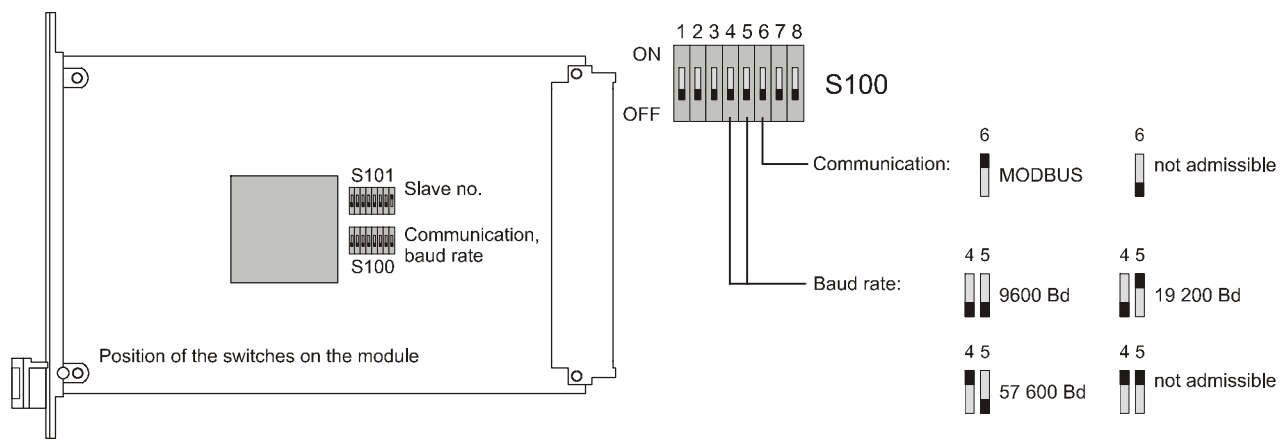 S101
Slave no.
Communication,
baud rate
S100
Position of the switches on the module
1 2 3 4 5 6 7 8
ON
OFF
S100
Communication:
6
MODBUS
6
not admissible
Baud rate:
4 5
9600 Bd
4 5
19 200 Bd
4 5
57 600 Bd
4 5
not admissible